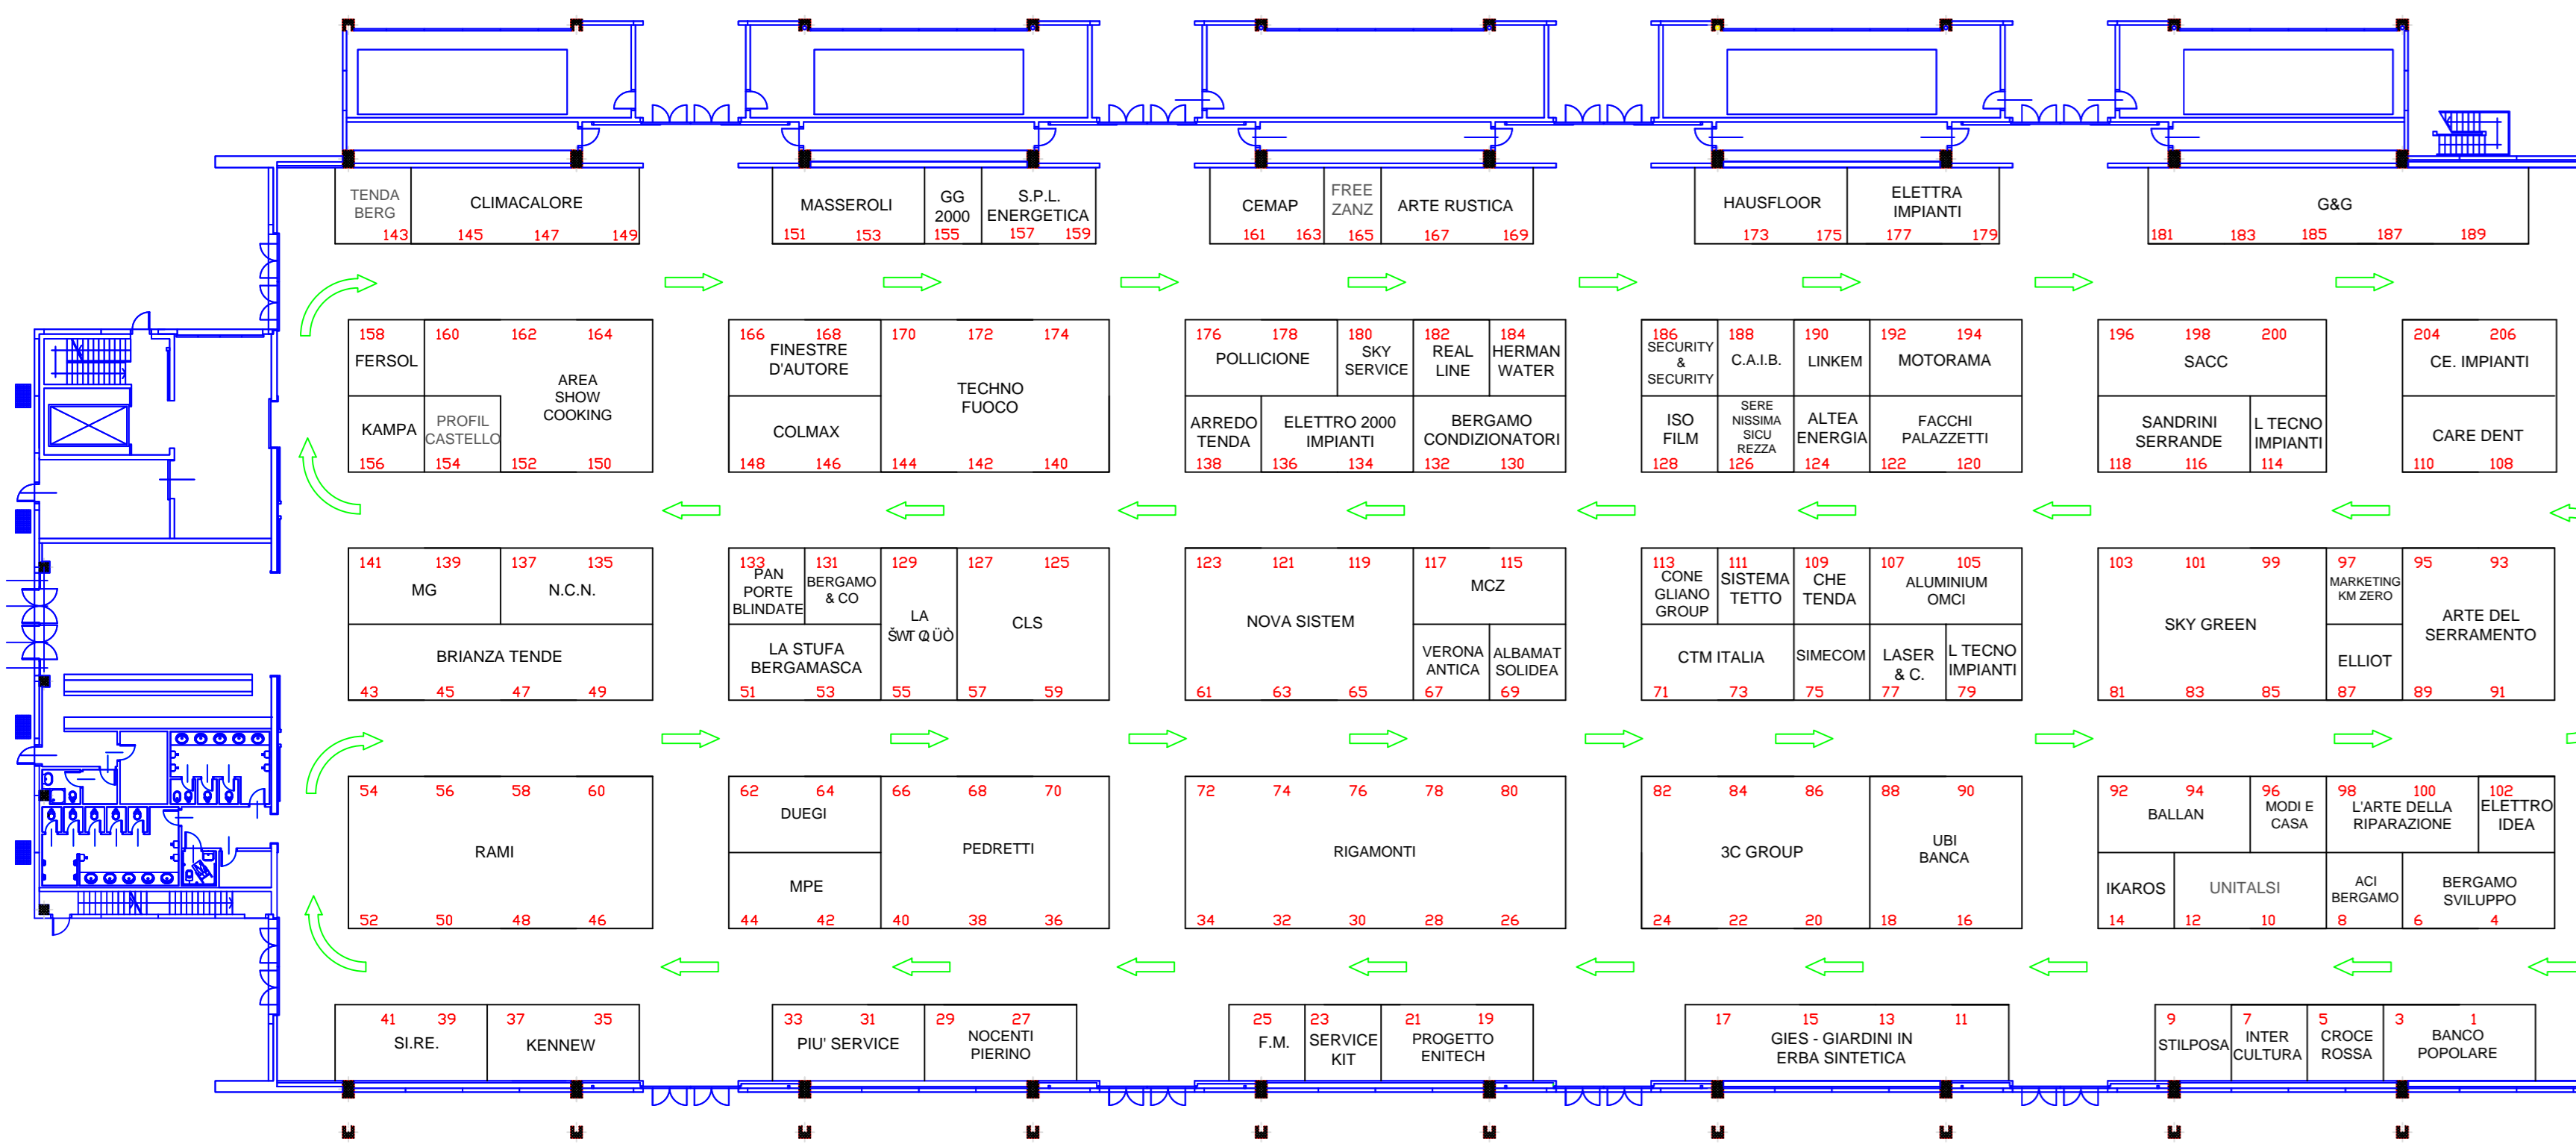 TENDA
BERG
143
CLIMACALORE
145 147 149
MASSEROLI
151 153
GG
2000
155
S.P.L.
ENERGETICA
157 159
CEMAP
161 163
FREE
ZANZ
165
ARTE RUSTICA
167 169
HAUSFLOOR
173 175
ELETTRA
IMPIANTI
177 179
G&G
181 183 185 187 189
158
FERSOL
160 162 164
AREA
SHOW
COOKING
152 150
KAMPA
156
PROFIL
CASTELLO
154
166 168
FINESTRE
D'AUTORE
COLMAX
148 146
170 172 174
TECHNO
FUOCO
144 142 140
176 178
POLLICIONE
180
SKY
SERVICE
182
REAL
LINE
184
HERMAN
WATER
ARREDO
TENDA
138
ELETTRO 2000
IMPIANTI
136 134
BERGAMO
CONDIZIONATORI
132 130
186
SECURITY
&
SECURITY
188
C.A.I.B.
190
LINKEM
192 194
MOTORAMA
ISO
FILM
128
SERE
NISSIMA
SICU
REZZA
126
ALTEA
ENERGIA
124
FACCHI
PALAZZETTI
122 120
196 198 200
SACC
SANDRINI
SERRANDE
118 116
L TECNO
IMPIANTI
114
204 206
CE. IMPIANTI
CARE DENT
110 108
141 139
MG
137 135
N.C.N.
BRIANZA TENDE
43 45 47 49
133
PAN
PORTE
BLINDATE
131
BERGAMO
& CO
LA STUFA
BERGAMASCA
51 53
129
LA
55
127 125
CLS
57 59
123 121 119
NOVA SISTEM
61 63 65
117 115
MCZ
VERONA
ANTICA
67
ALBAMAT
SOLIDEA
69
113
CONE
GLIANO
GROUP
111
SISTEMA
TETTO
109
CHE
TENDA
107 105
ALUMINIUM
OMCI
CTM ITALIA
71 73
SIMECOM
75
LASER
& C.
77
L TECNO
IMPIANTI
79
103 101 99
SKY GREEN
81 83 85
97
MARKETING
KM ZERO
ELLIOT
87
95 93
ARTE DEL
SERRAMENTO
89 91
54 56 58 60
RAMI
52 50 48 46
62 64
DUEGI
MPE
44 42
66 68 70
PEDRETTI
40 38 36
72 74 76 78 80
RIGAMONTI
34 32 30 28 26
82 84 86
3C GROUP
24 22 20
88 90
UBI
BANCA
18 16
92 94
BALLAN
96
MODI E
CASA
98 100
L'ARTE DELLA
RIPARAZIONE
102
ELETTRO
IDEA
IKAROS
14
UNITALSI
12 10
ACI
BERGAMO
8
BERGAMO
SVILUPPO
6 4
41 39
SI.RE.
37 35
KENNEW
33 31
PIU' SERVICE
29 27
NOCENTI
PIERINO
25
F.M.
23
SERVICE
KIT
21 19
PROGETTO
ENITECH
17 15 13 11
GIES - GIARDINI IN
ERBA SINTETICA
9
STILPOSA
7
INTER
CULTURA
5
CROCE
ROSSA
3 1
BANCO
POPOLARE